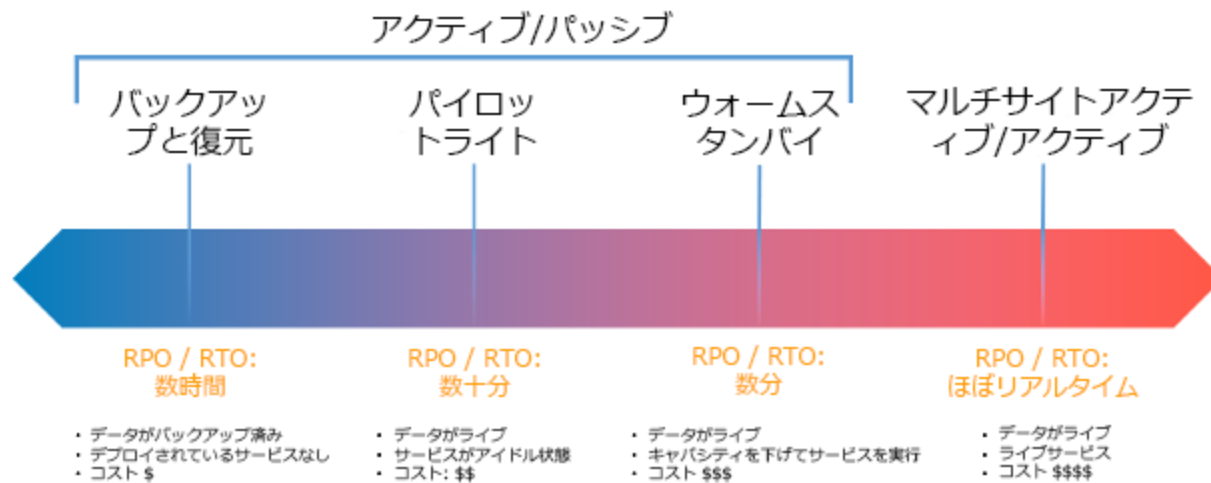 アクティブ/パッシブ
バックアッ
プと復元
パイロッ
トライト
ウォームス
タンバイ
マルチサイトアクテ
ィブ/アクティブ
RPO / RTO:
数時間
RPO / RTO:
数十分
RPO / RTO:
数分
RPO / RTO:
ほぼリアルタイム
・ データがバックアップ済み
・ デプロイされているサービスなし
・ コスト $
・ データがライブ
・ サービスがアイドル状態
・ コスト: $$
・ データがライブ
・ キャパシティを下げてサービスを実行
・ コスト $$$
・ データがライブ
・ ライブサービス
・ コスト $$$$